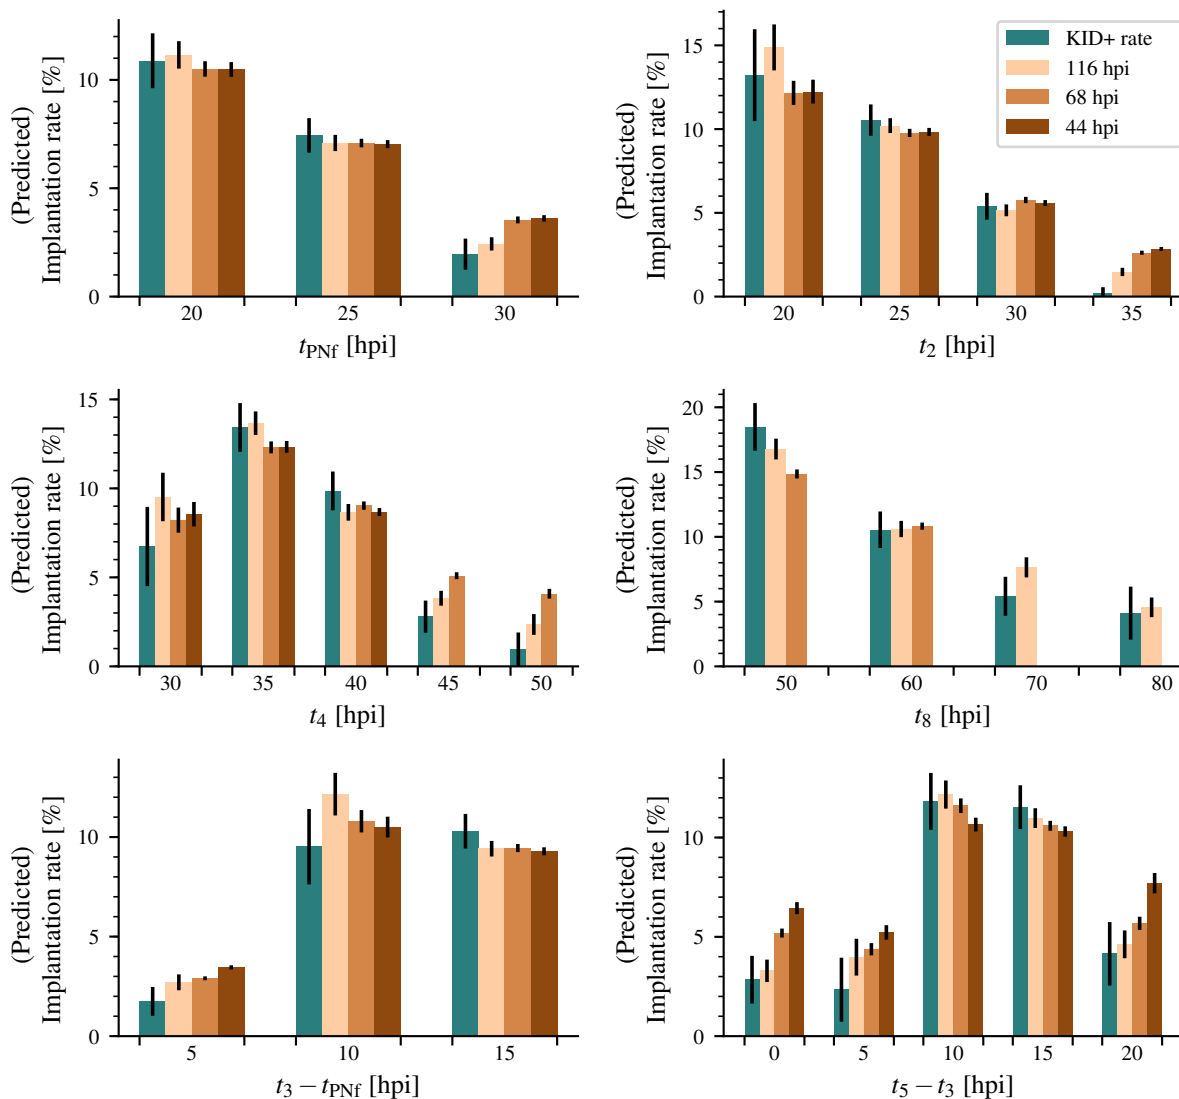 (Predicted)
Implantation rate [%]
10
5
0
20
25
30
t_PNf [hpi]
(Predicted)
Implantation rate [%]
15
10
5
0
20
25
30
35
t_2 [hpi]
KID+ rate
116 hpi
68 hpi
44 hpi
(Predicted)
Implantation rate [%]
15
10
5
0
30
35
40
45
50
t_4 [hpi]
(Predicted)
Implantation rate [%]
20
15
10
5
0
50
60
70
80
t_8 [hpi]
(Predicted)
Implantation rate [%]
10
5
0
5
10
15
t_3 − t_PNf [hpi]
(Predicted)
Implantation rate [%]
10
5
0
0
5
10
15
20
t_5 − t_3 [hpi]